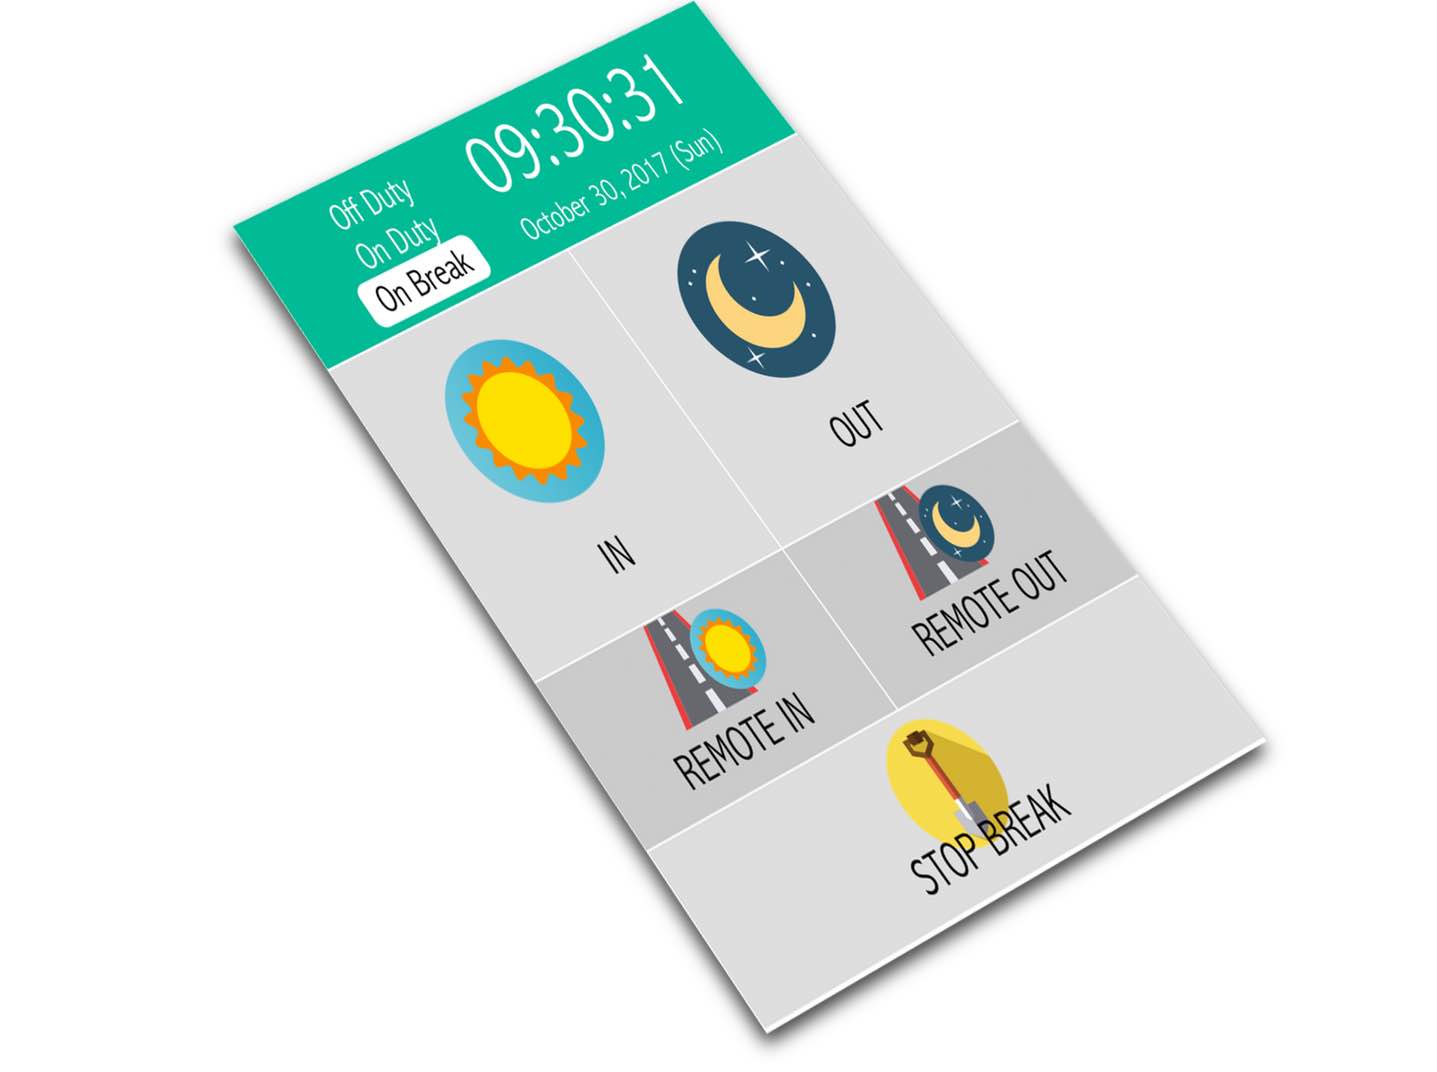 09:30:31
October 30, 2017 (Sun)
Off Duty
On Duty
On Break
IN
OUT
REMOTE IN
REMOTE OUT
STOP BREAK